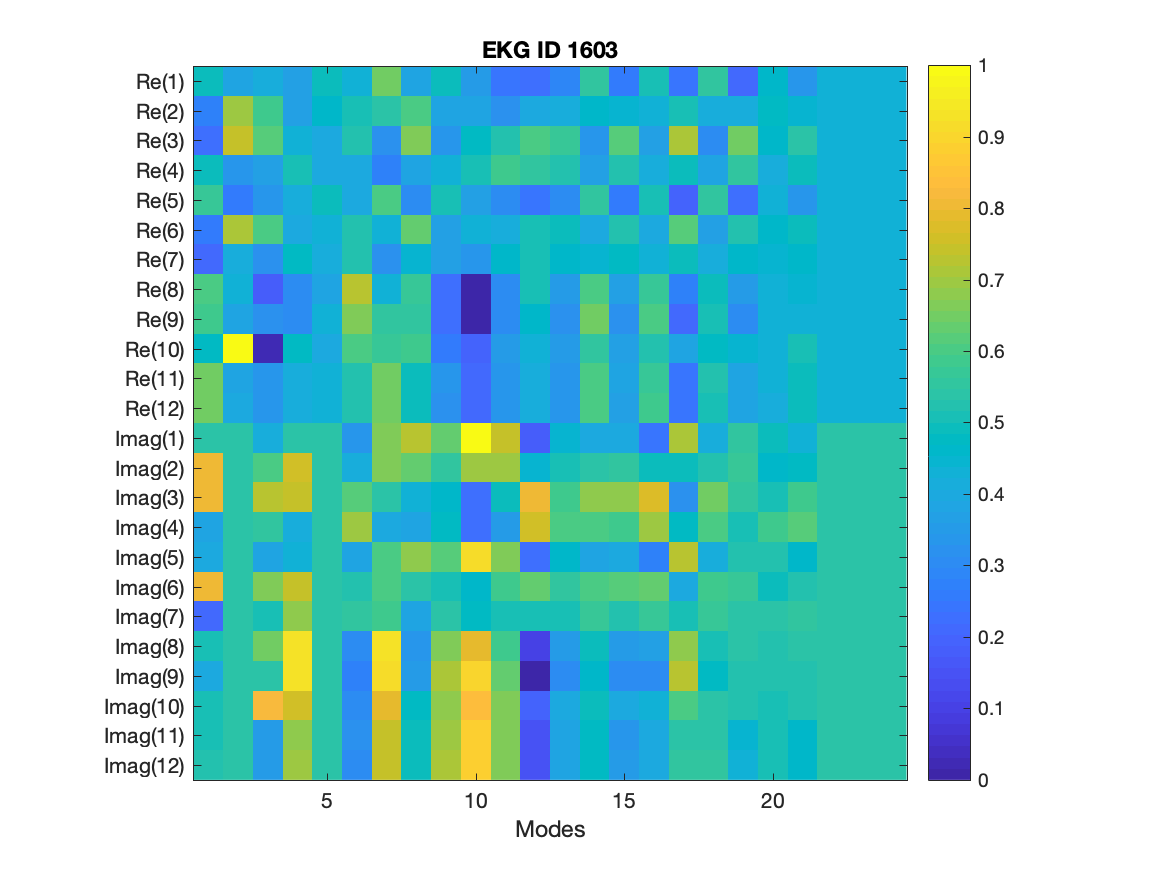 EKG ID 1603
Re(1)
Re(2)
Re(3)
Re(4)
Re(5)
Re(6)
Re(7)
Re(8)
Re(9)
Re(10)
Re(11)
Re(12)
Imag(1)
Imag(2)
Imag(3)
Imag(4)
Imag(5)
Imag(6)
Imag(7)
Imag(8)
Imag(9)
Imag(10)
Imag(11)
Imag(12)
5 10 15 20
Modes
1
0.9
0.8
0.7
0.6
0.5
0.4
0.3
0.2
0.1
0